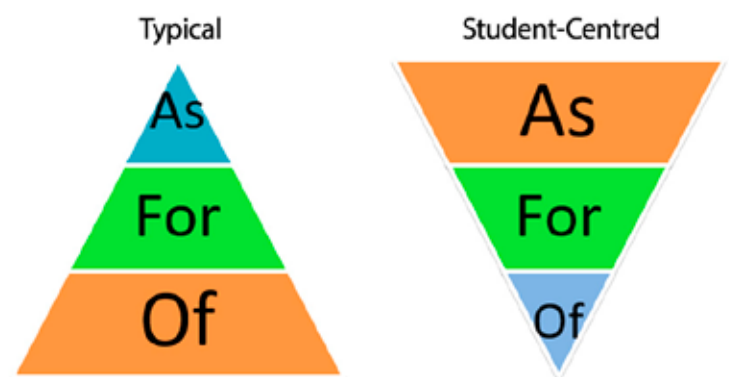 Typical
As
For
Of
Student-Centred
As
For
Of